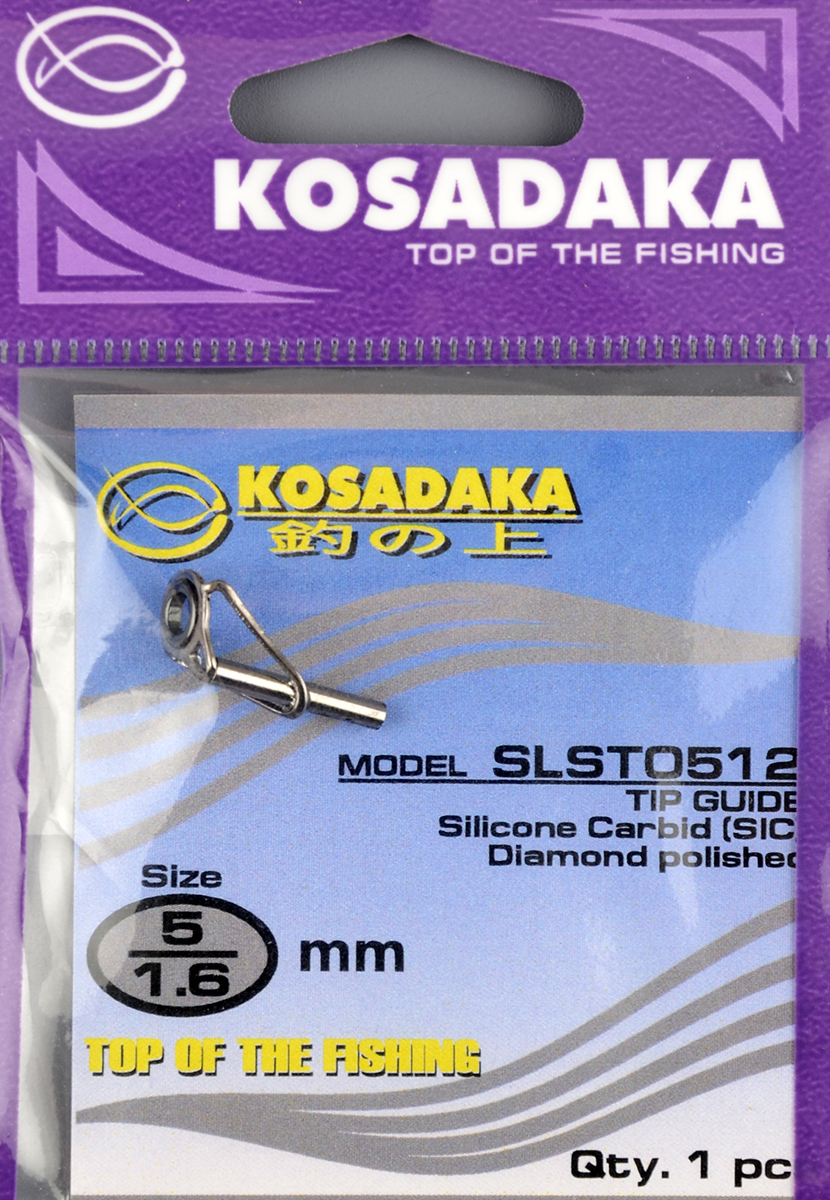 KOSADAKA
TOP OF THE FISHING
KOSADAKA
釣の上
MODEL SLST0512
TIP GUIDE
Silicone Carbid (SIC
Diamond polished
Size
5
1.6
mm
TOP OF THE FISHING
Qty. 1 pc